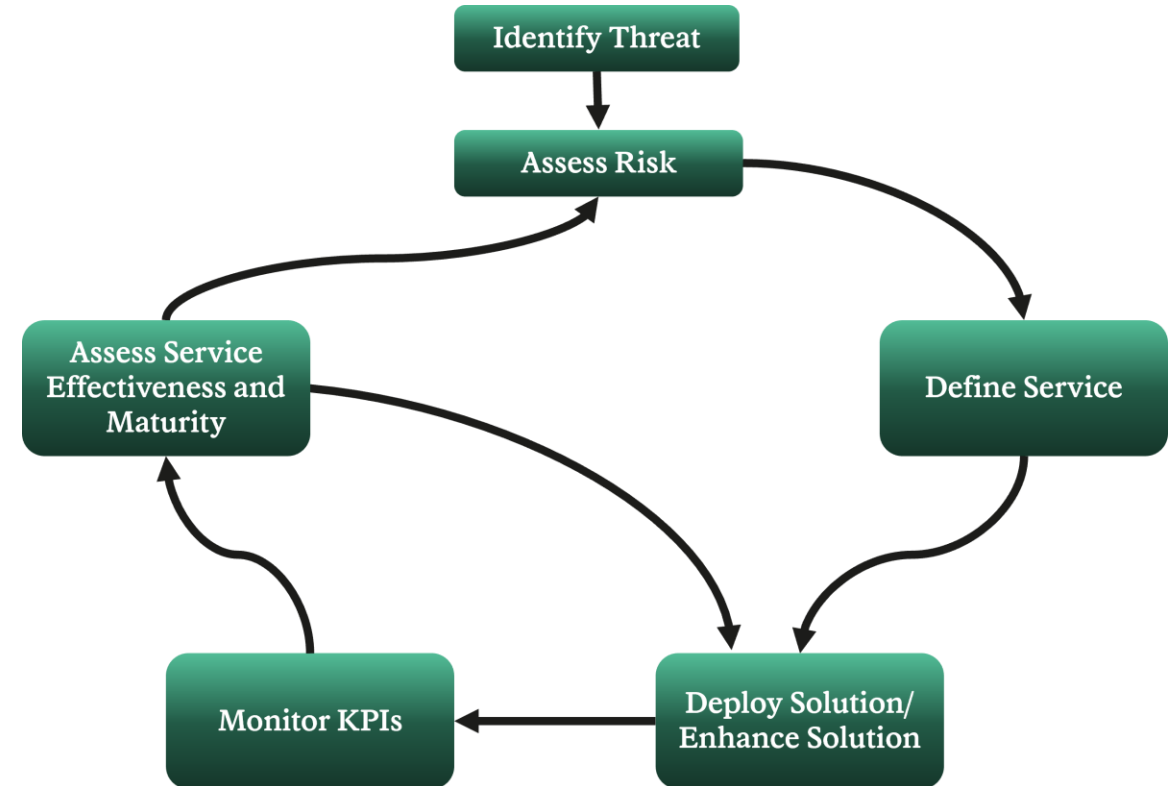 Identify Threat
Assess Risk
Assess Service
Effectiveness and
Maturity
Define Service
Monitor KPIs
Deploy Solution/
Enhance Solution